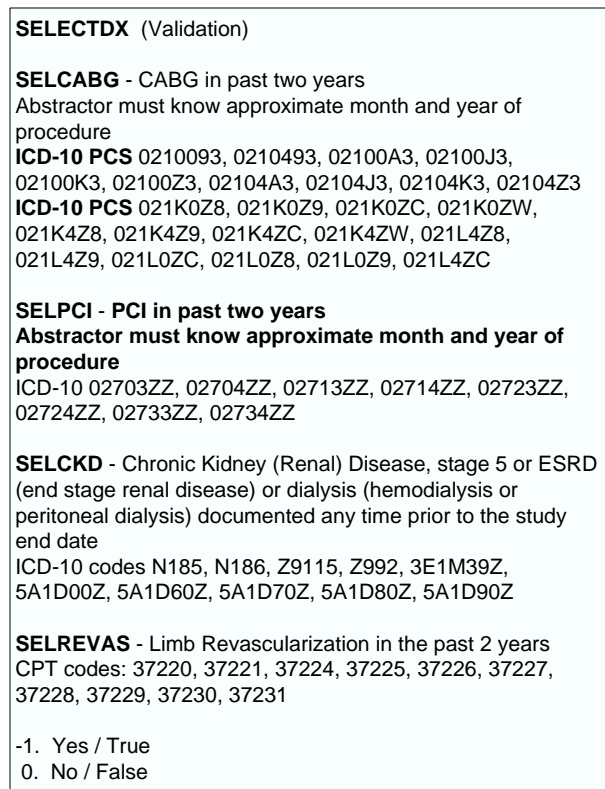 SELECTDX (Validation)
SELCABG - CABG in past two years
Abstractor must know approximate month and year of
procedure
ICD-10 PCS 0210093, 0210493, 02100A3, 02100J3,
02100K3, 02100Z3, 02104A3, 02104J3, 02104K3, 02104Z3
ICD-10 PCS 021K0Z8, 021K0Z9, 021K0ZC, 021K0ZW,
021K4Z8, 021K4Z9, 021K4ZC, 021K4ZW, 021L4Z8,
021L4Z9, 021L0ZC, 021L0Z8, 021L0Z9, 021L4ZC
SELPCI - PCI in past two years
Abstractor must know approximate month and year of
procedure
ICD-10 02703ZZ, 02704ZZ, 02713ZZ, 02714ZZ, 02723ZZ,
02724ZZ, 02733ZZ, 02734ZZ
SELCKD - Chronic Kidney (Renal) Disease, stage 5 or ESRD
(end stage renal disease) or dialysis (hemodialysis or
peritoneal dialysis) documented any time prior to the study
end date
ICD-10 codes N185, N186, Z9115, Z992, 3E1M39Z,
5A1D00Z, 5A1D60Z, 5A1D70Z, 5A1D80Z, 5A1D90Z
SELREVAS - Limb Revascularization in the past 2 years
CPT codes: 37220, 37221, 37224, 37225, 37226, 37227,
37228, 37229, 37230, 37231
-1. Yes / True
0. No / False